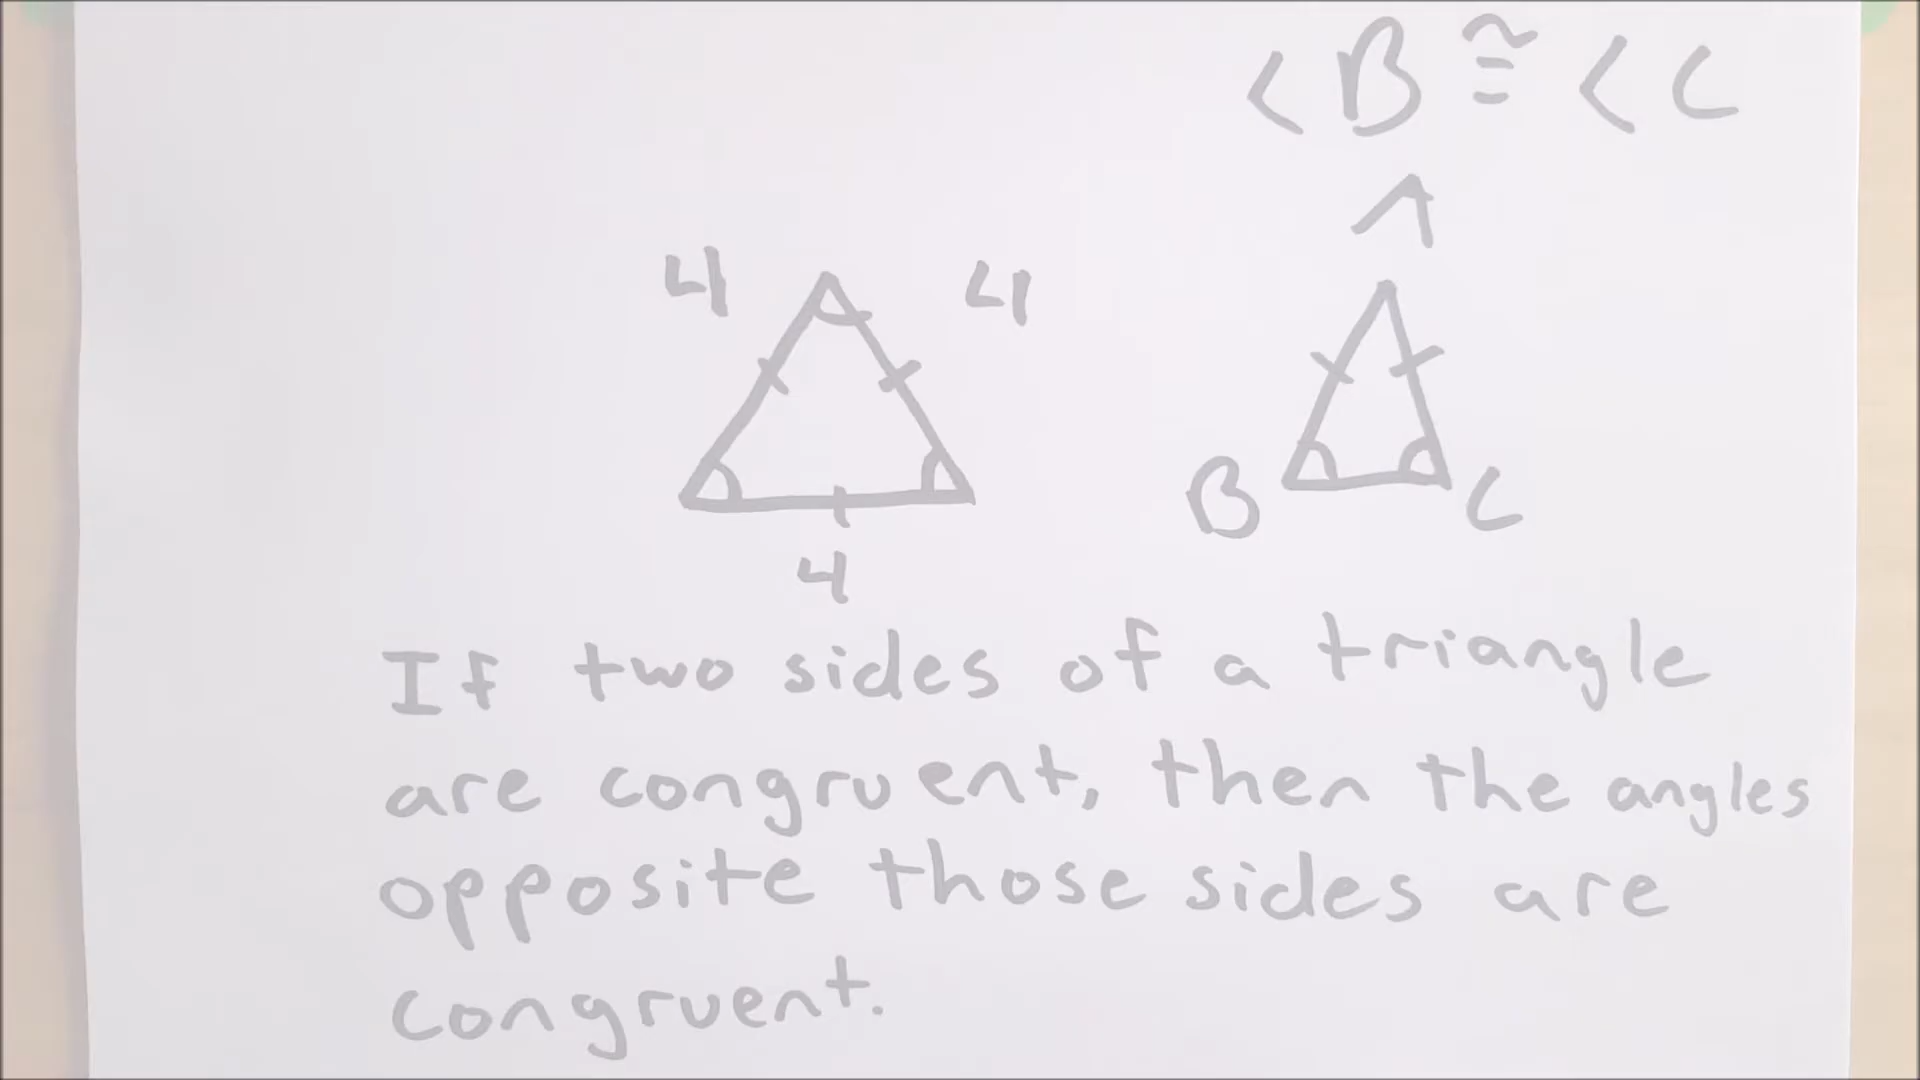 <B ≅ <C
A
4 4
B C
4
If two sides of a triangle
are congruent, then the angles
opposite those sides are
congruent.